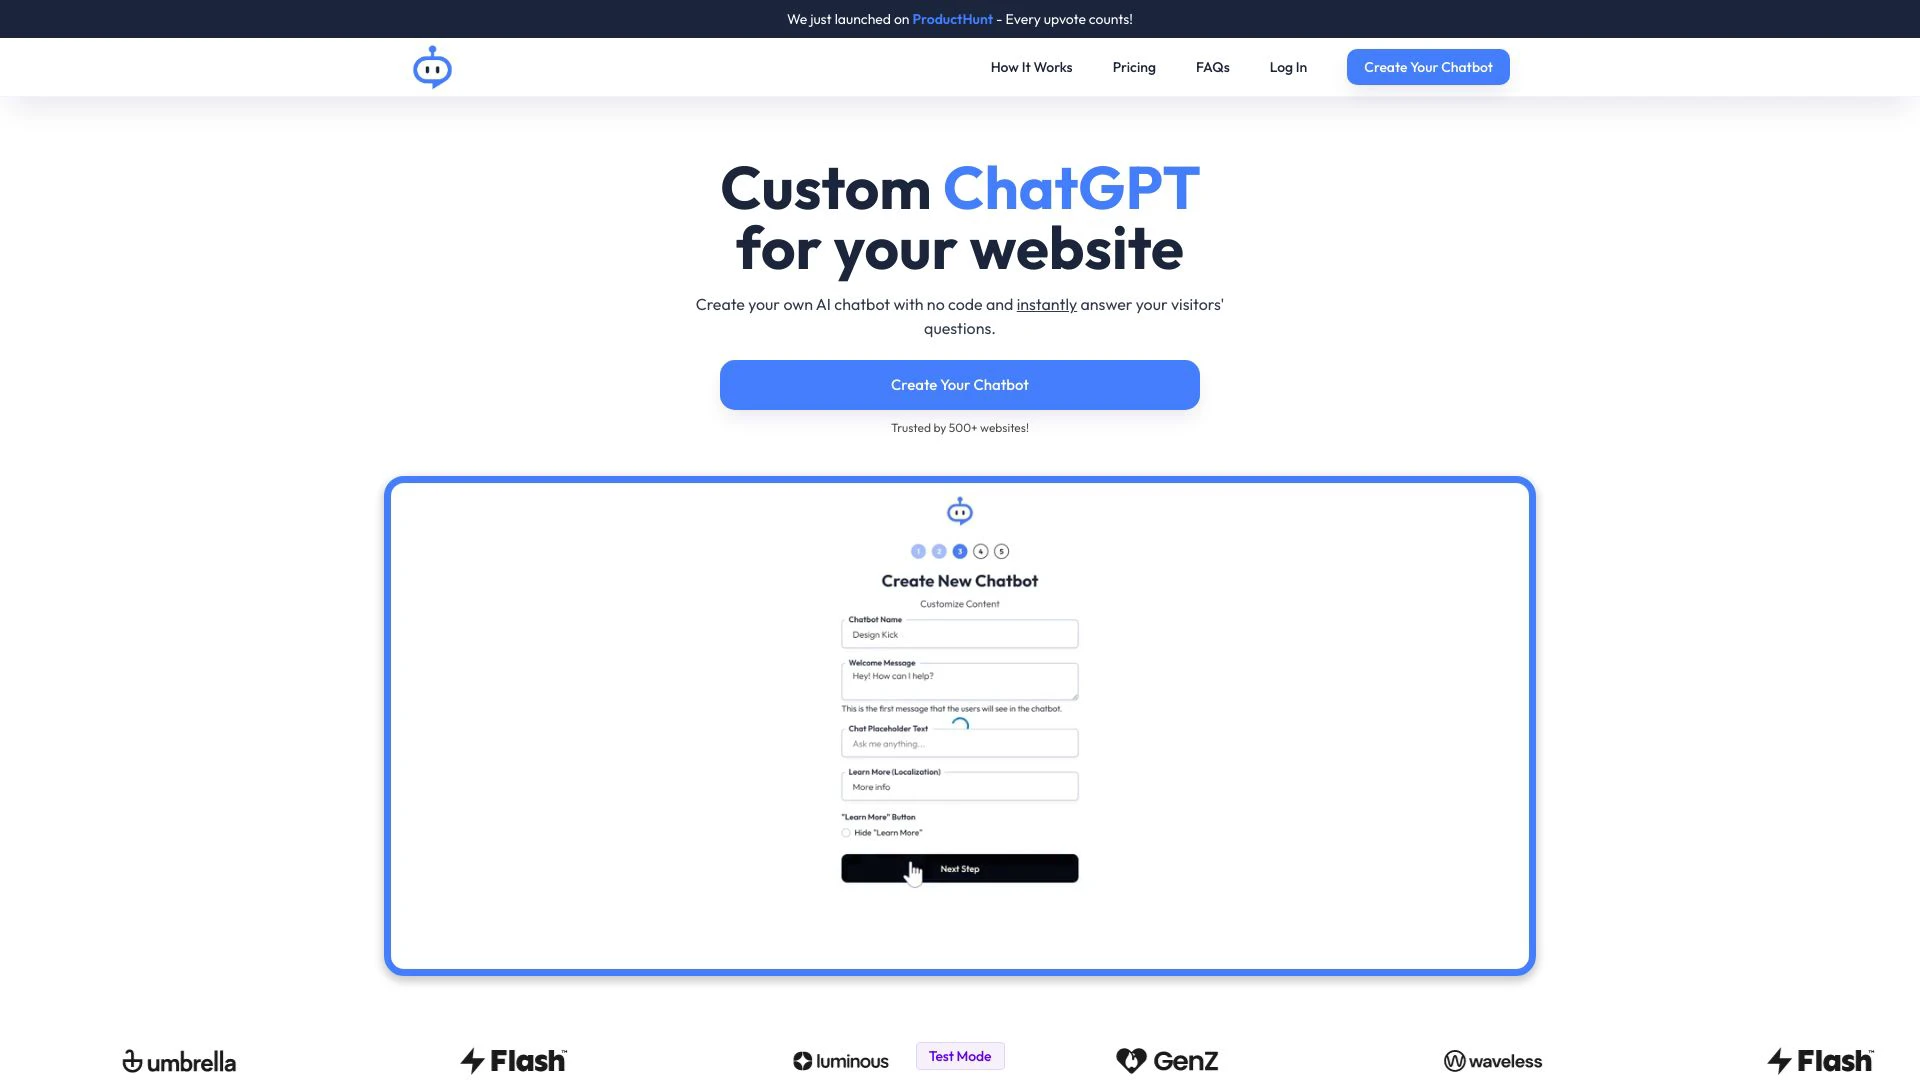 We just launched on ProductHunt - Every upvote counts!
How It Works
Pricing
FAQs
Log In
Create Your Chatbot
Custom ChatGPT
for your website
Create your own AI chatbot with no code and instantly answer your visitors'
questions.
Create Your Chatbot
Trusted by 500+ websites!
1 2 3 4 5
Create New Chatbot
Customize Content
Chatbot Name
Design Kick
Welcome Message
Hey! How can I help?
This is the first message that the users will see in the chatbot.
Chat Placeholder Text
Ask me anything...
Learn More (Localization)
More info
"Learn More" Button
Hide "Learn More"
Next Step
umbrella
Flash™
luminous
Test Mode
GenZ
waveless
Flash™